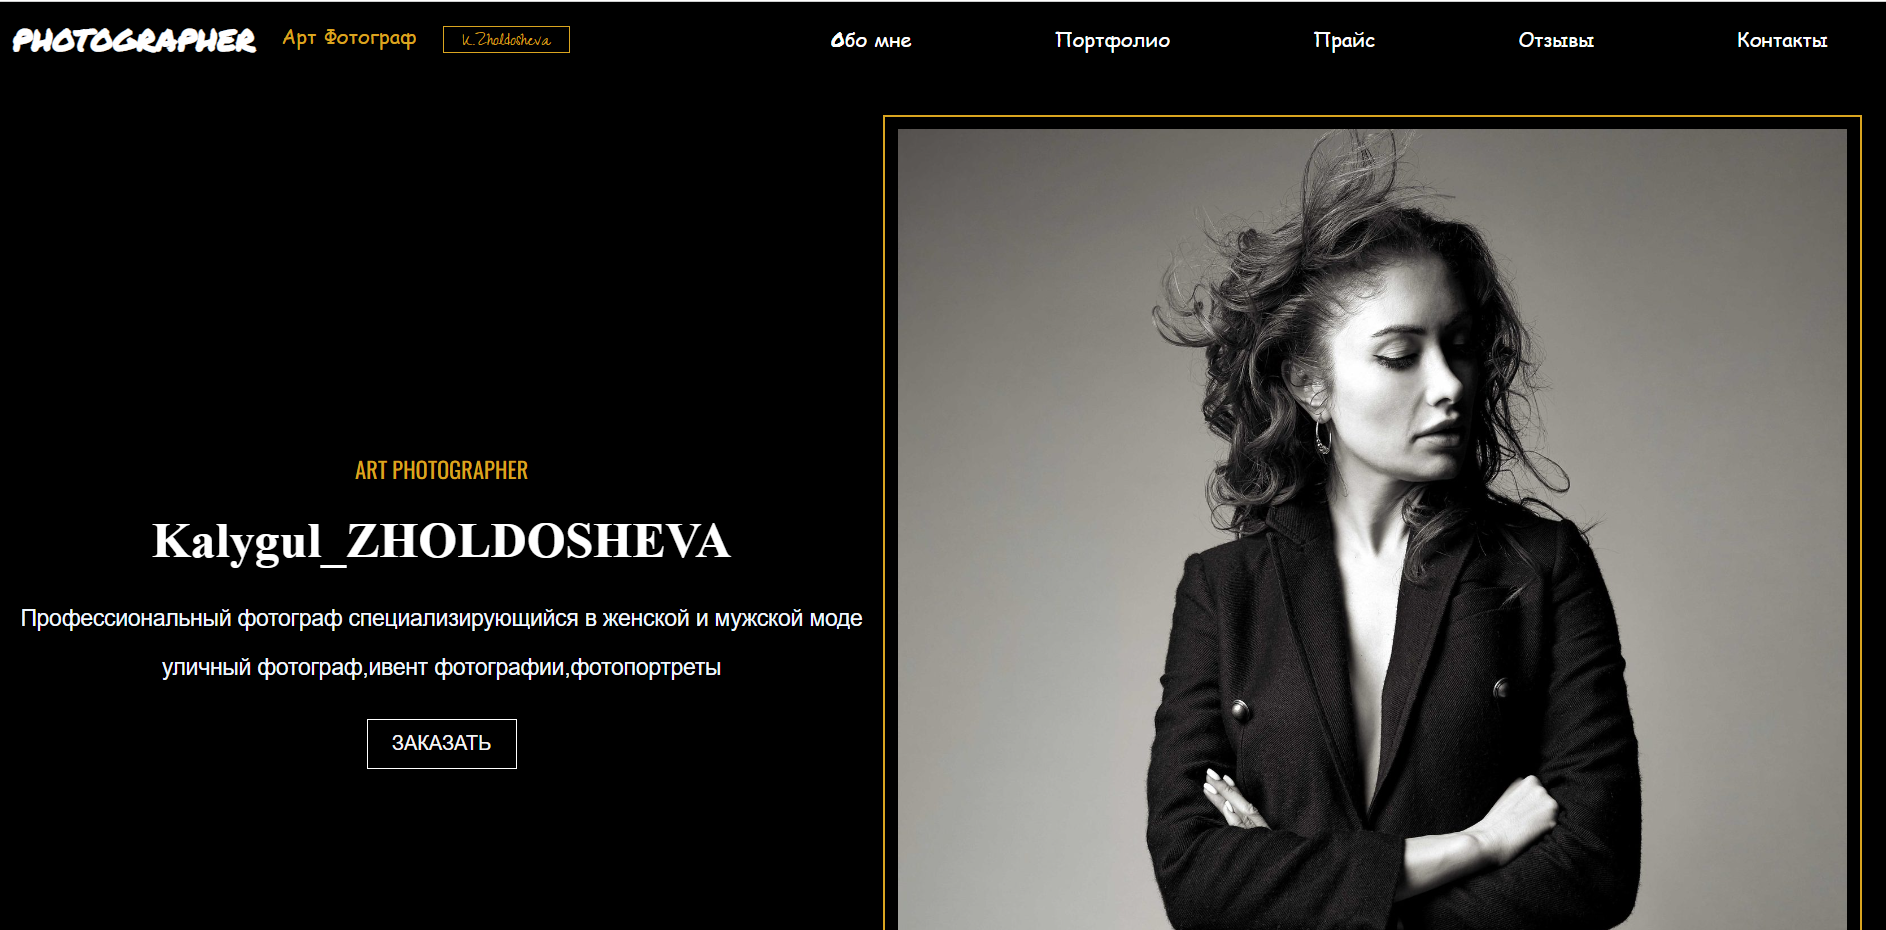 PHOTOGRAPHER Арт Фотограф K.Zholdosheva Обо мне Портфолио Прайс Отзывы Контакты
ART PHOTOGRAPHER
Kalygul_ZHOLDOSHEVA
Профессиональный фотограф специализирующийся в женской и мужской моде
уличный фотограф,ивент фотографии,фотопортреты
ЗАКАЗАТЬ